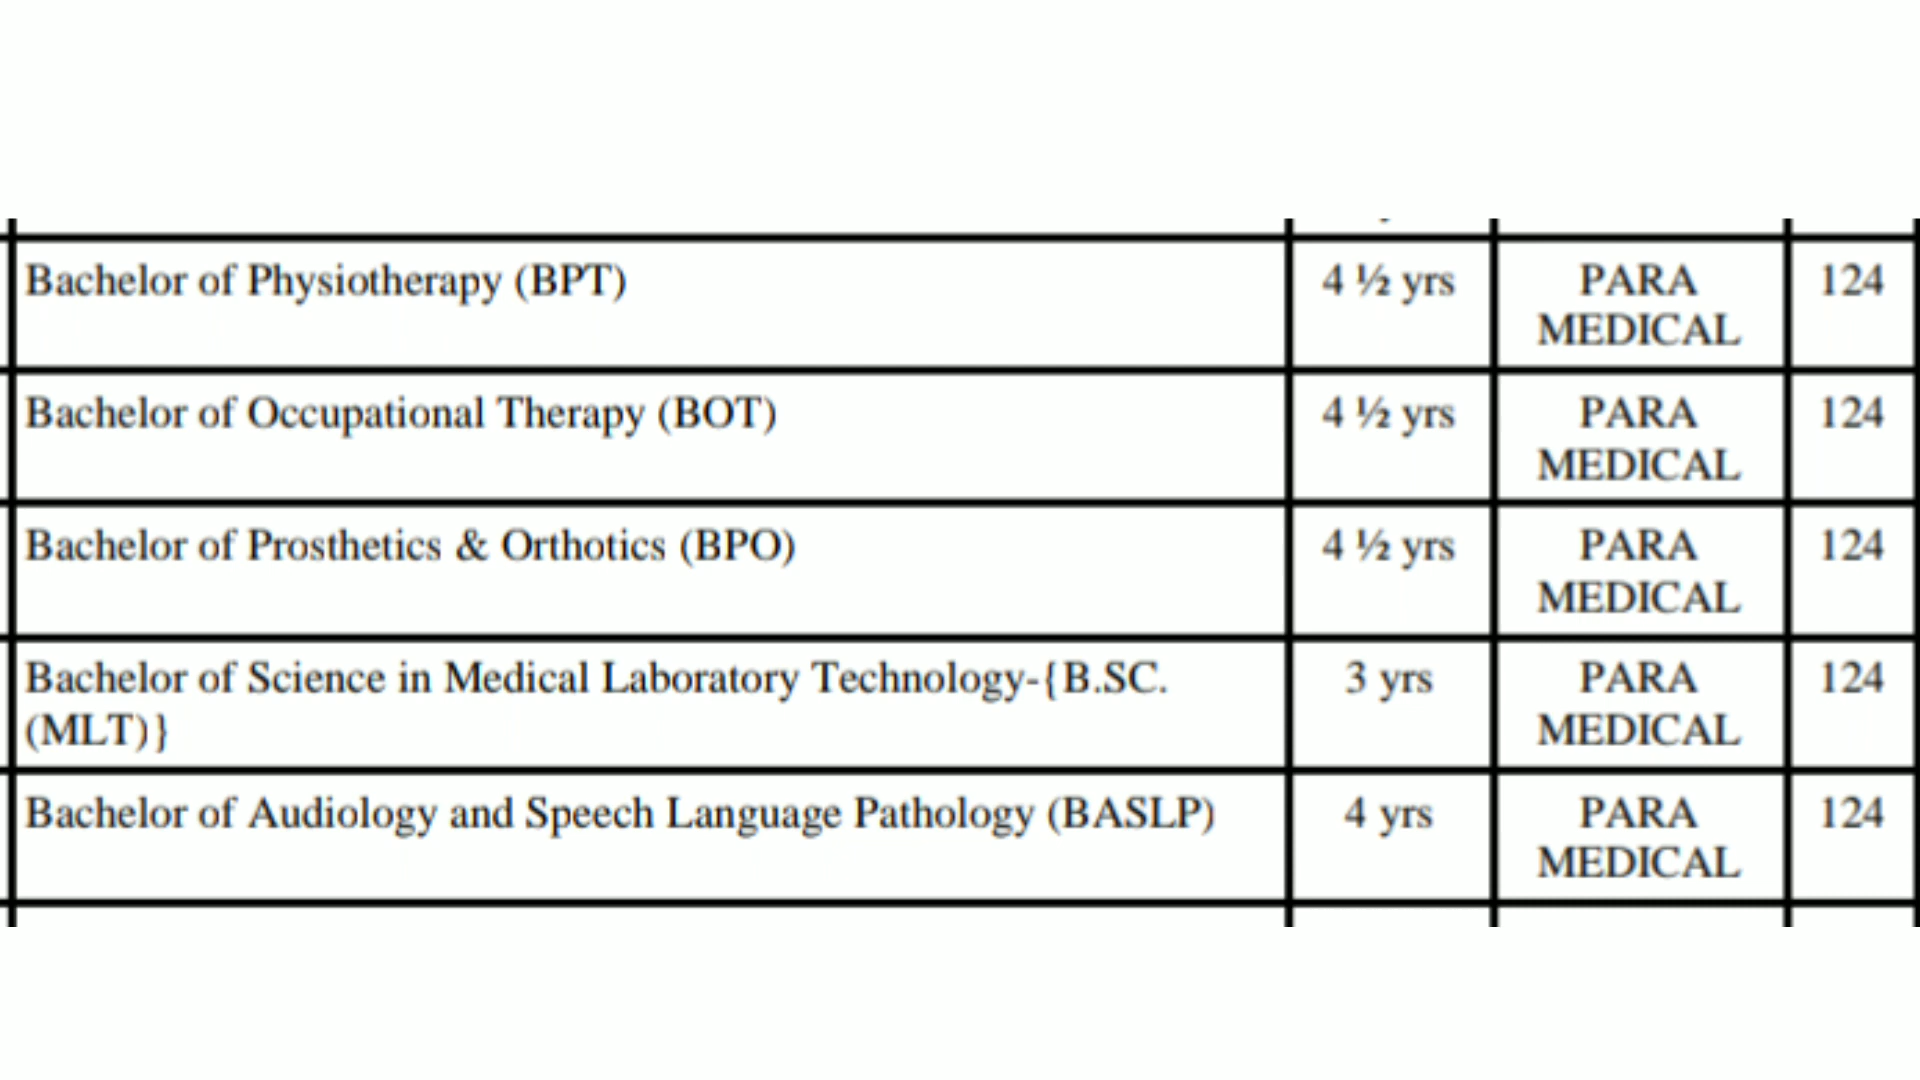 Bachelor of Physiotherapy (BPT) 4 ½ yrs PARA 124
MEDICAL
Bachelor of Occupational Therapy (BOT) 4 ½ yrs PARA 124
MEDICAL
Bachelor of Prosthetics & Orthotics (BPO) 4 ½ yrs PARA 124
MEDICAL
Bachelor of Science in Medical Laboratory Technology-{B.SC. 3 yrs PARA 124
(MLT)} MEDICAL
Bachelor of Audiology and Speech Language Pathology (BASLP) 4 yrs PARA 124
MEDICAL